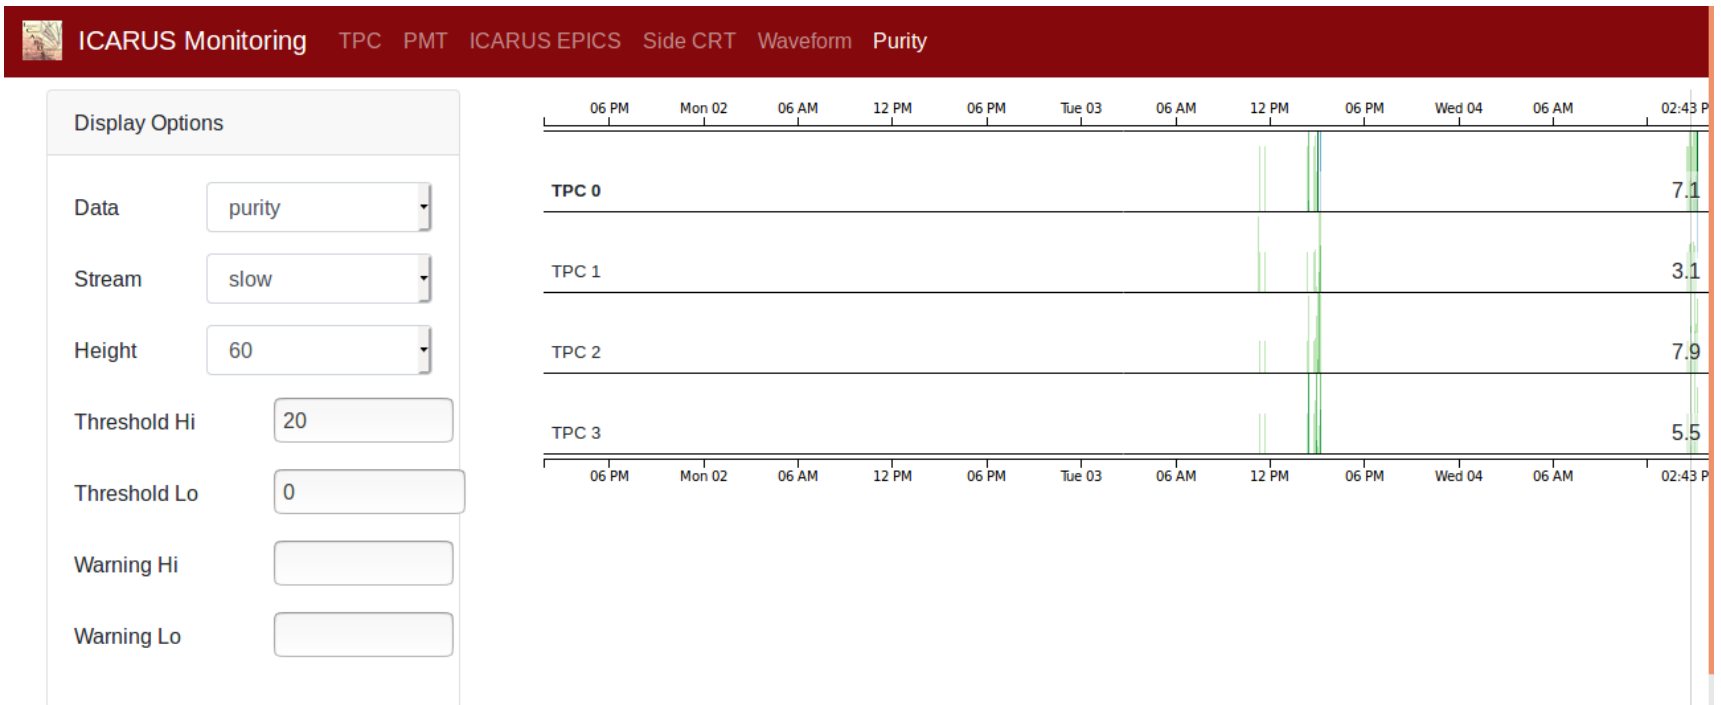 ICARUS Monitoring TPC PMT ICARUS EPICS Side CRT Waveform Purity
Display Options
Data purity
Stream slow
Height 60
Threshold Hi 20
Threshold Lo 0
Warning Hi
Warning Lo
06 PM Mon 02 06 AM 12 PM 06 PM Tue 03 06 AM 12 PM 06 PM Wed 04 06 AM 02:43 P
TPC 0 7.1
TPC 1 3.1
TPC 2 7.9
TPC 3 5.5
06 PM Mon 02 06 AM 12 PM 06 PM Tue 03 06 AM 12 PM 06 PM Wed 04 06 AM 02:43 P